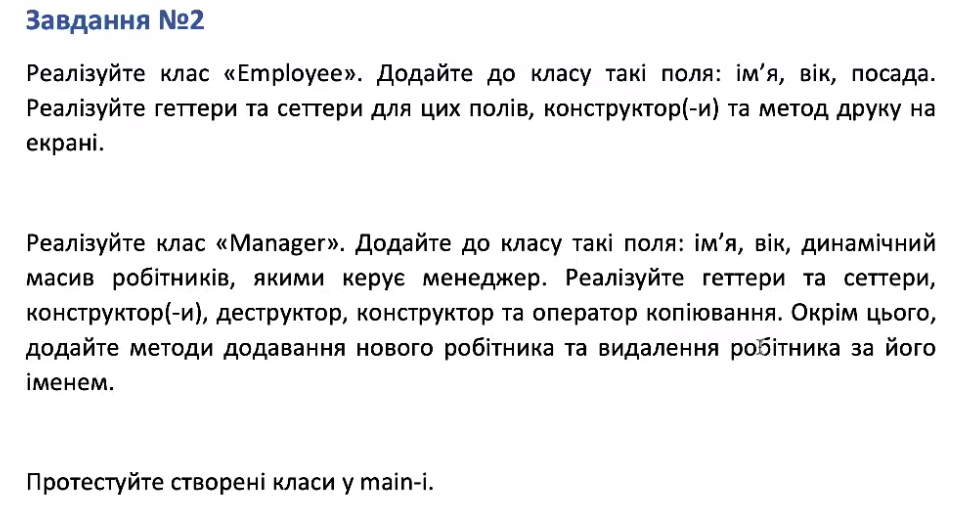 Завдання №2
Реалізуйте клас «Employee». Додайте до класу такі поля: ім’я, вік, посада.
Реалізуйте геттери та сеттери для цих полів, конструктор(-и) та метод друку на
екрані.
Реалізуйте клас «Manager». Додайте до класу такі поля: ім’я, вік, динамічний
масив робітників, якими керує менеджер. Реалізуйте геттери та сеттери,
конструктор(-и), деструктор, конструктор та оператор копіювання. Окрім цього,
додайте методи додавання нового робітника та видалення робітника за його
іменем.
Протестуйте створені класи у main-і.